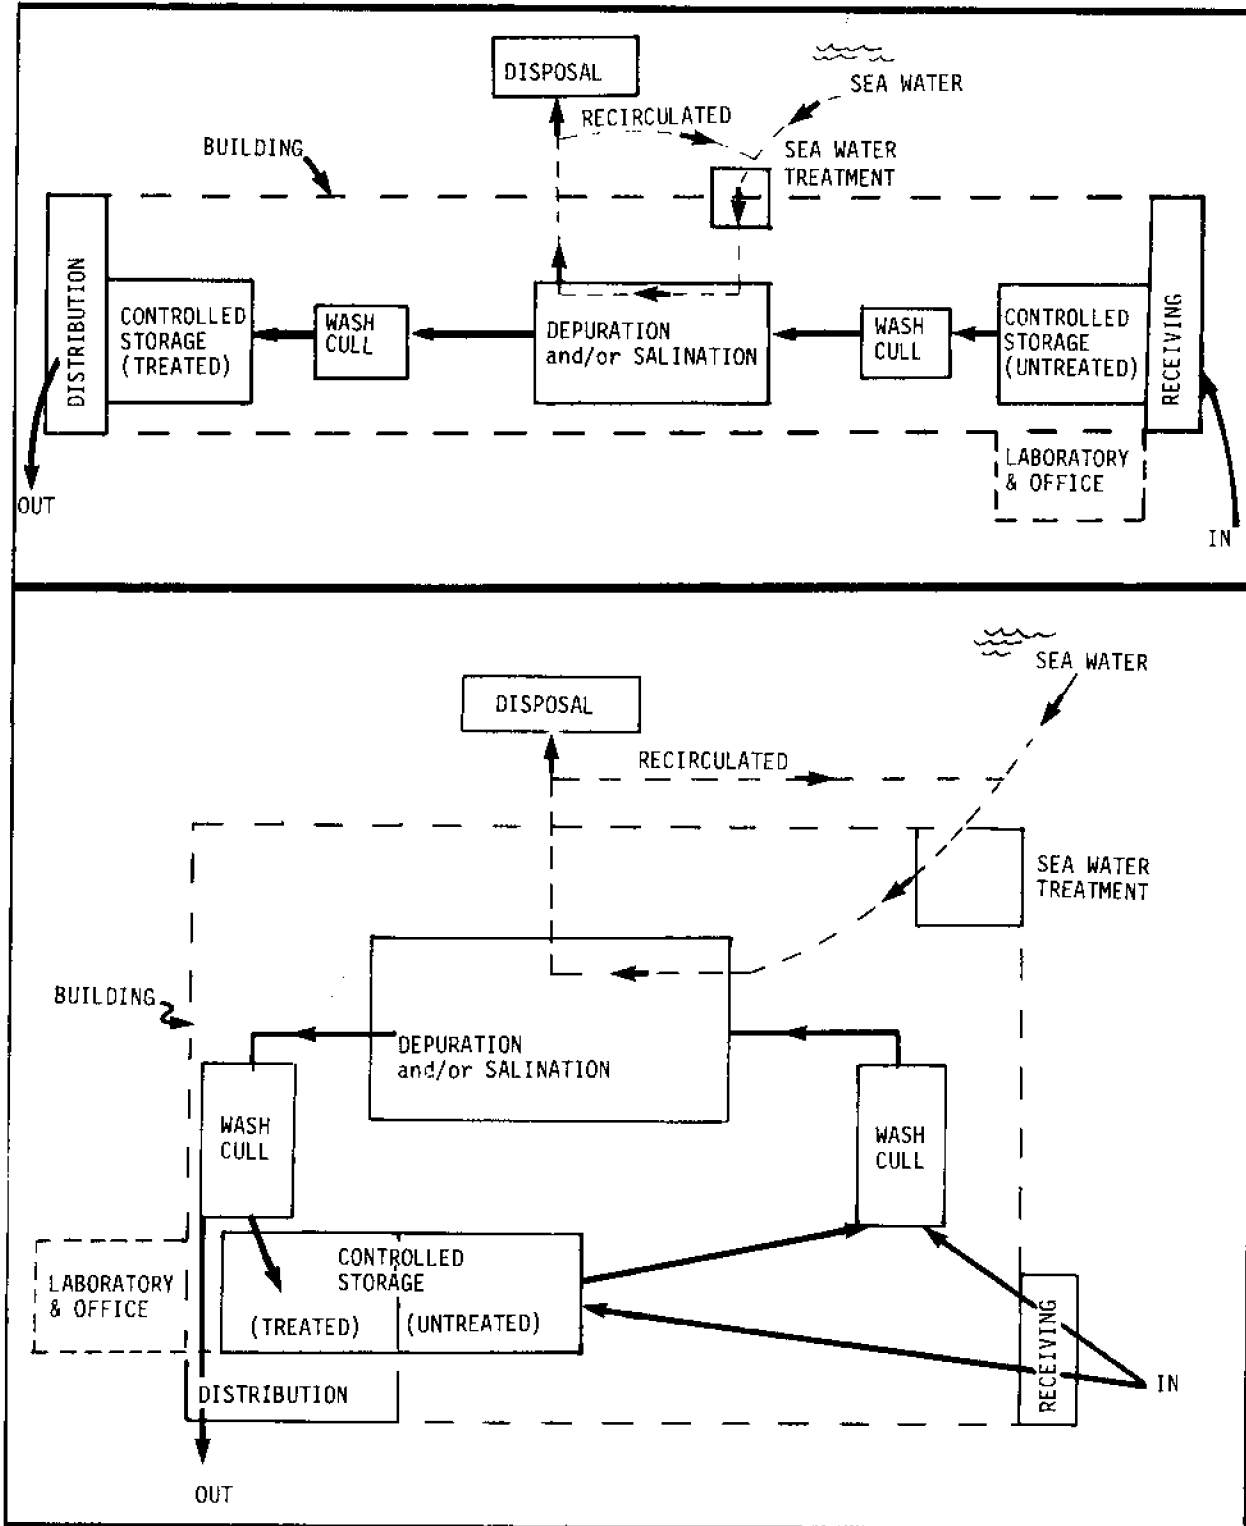 DISPOSAL
SEA WATER
RECIRCULATED
BUILDING
SEA WATER
TREATMENT
DISTRIBUTION
CONTROLLED
STORAGE
(TREATED)
WASH
CULL
DEPURATION
and/or SALINATION
WASH
CULL
CONTROLLED
STORAGE
(UNTREATED)
RECEIVING
LABORATORY
& OFFICE
OUT
IN
SEA WATER
DISPOSAL
RECIRCULATED
SEA WATER
TREATMENT
BUILDING
DEPURATION
and/or SALINATION
WASH
CULL
WASH
CULL
CONTROLLED
STORAGE
(TREATED)
(UNTREATED)
LABORATORY
& OFFICE
RECEIVING
IN
DISTRIBUTION
OUT